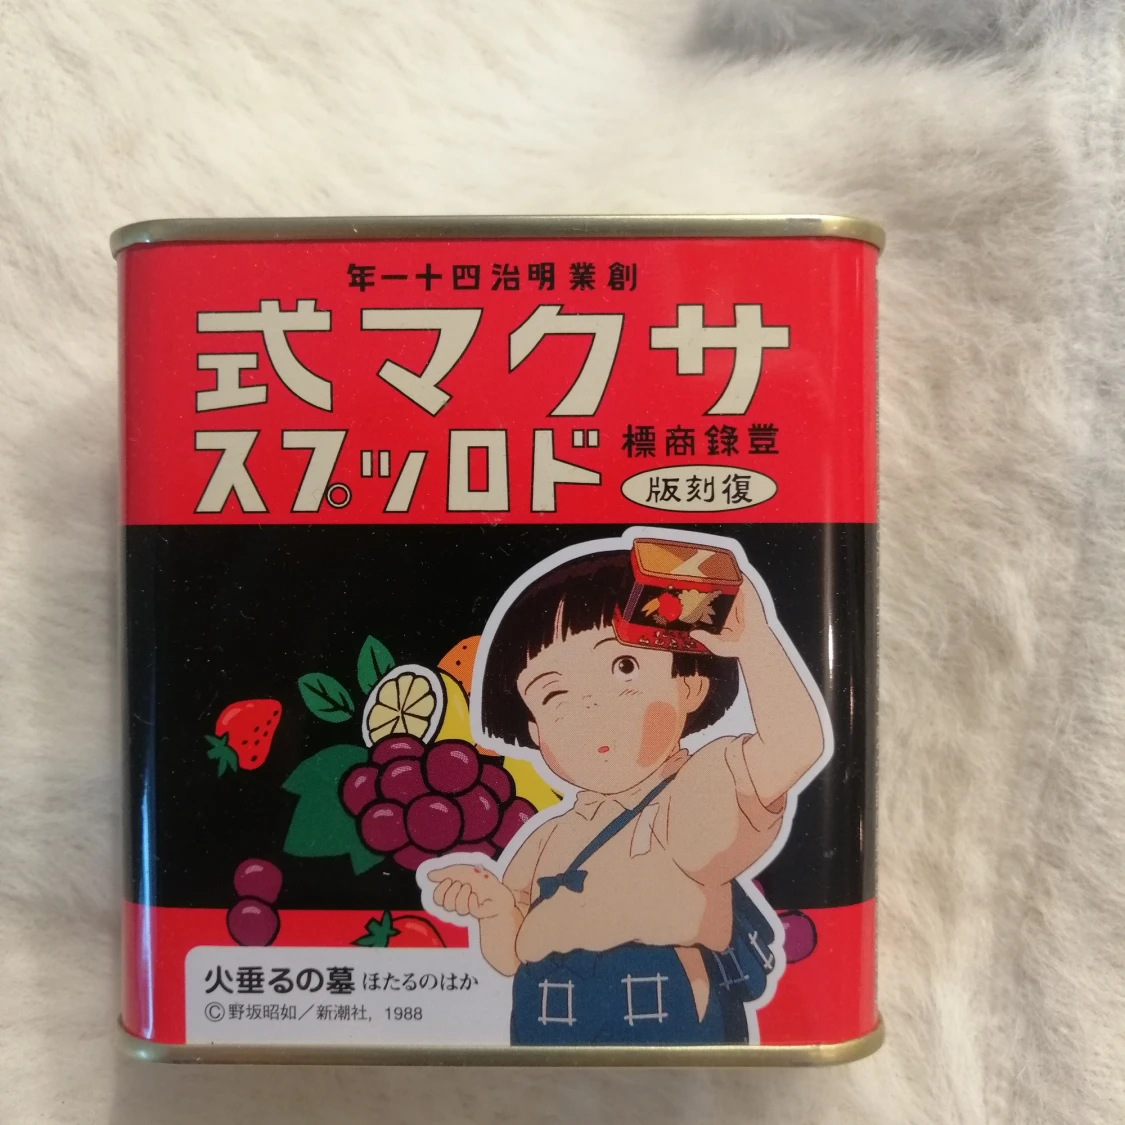 創業明治四十一年
サクマ式
ドロップス
登錄商標
復刻版
火垂るの墓 ほたるのはか
©野坂昭如／新潮社, 1988